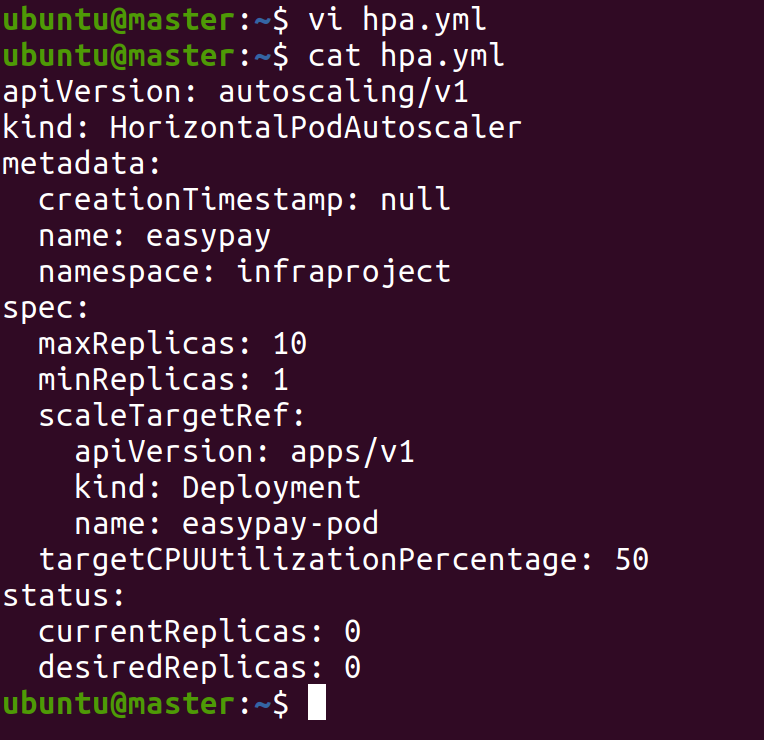 ubuntu@master:~$ vi hpa.yml
ubuntu@master:~$ cat hpa.yml
apiVersion: autoscaling/v1
kind: HorizontalPodAutoscaler
metadata:
  creationTimestamp: null
  name: easypay
  namespace: infraproject
spec:
  maxReplicas: 10
  minReplicas: 1
  scaleTargetRef:
    apiVersion: apps/v1
    kind: Deployment
    name: easypay-pod
  targetCPUUtilizationPercentage: 50
status:
  currentReplicas: 0
  desiredReplicas: 0
ubuntu@master:~$